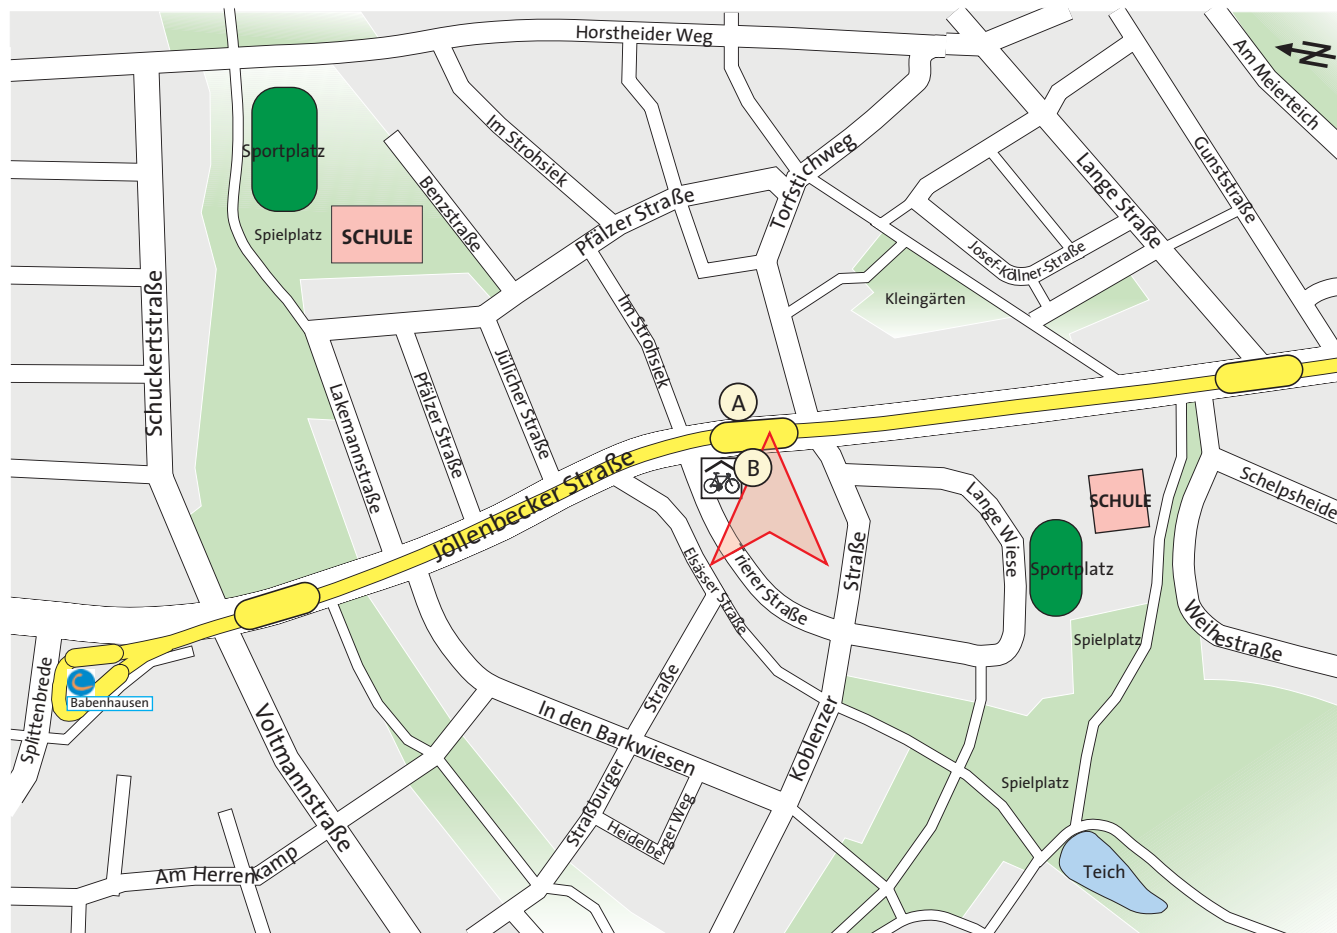 Horstheider Weg
Am Meierteich
N
Im Strohsiek
Torfstichweg
Gunststraße
Lange Straße
Sportplatz
Benzstraße
Pfälzer Straße
Spielplatz
SCHULE
Josef-Köllner-Straße
Kleingärten
Schuckertstraße
Im Strohsiek
Jülicher Straße
Pfälzer Straße
Lakemannstraße
A
B
Jöllenbecker Straße
Lange Wiese
SCHULE
Schelpsheide
Sportplatz
Straße
Elsässer Straße
rierer Straße
Weihestraße
Spielplatz
Splittenbrede
Babenhausen
Straße
In den Barkwiesen
Koblenzer
Voltmannstraße
Spielplatz
Straßburger
Heidelberger Weg
Am Herrenkamp
Teich